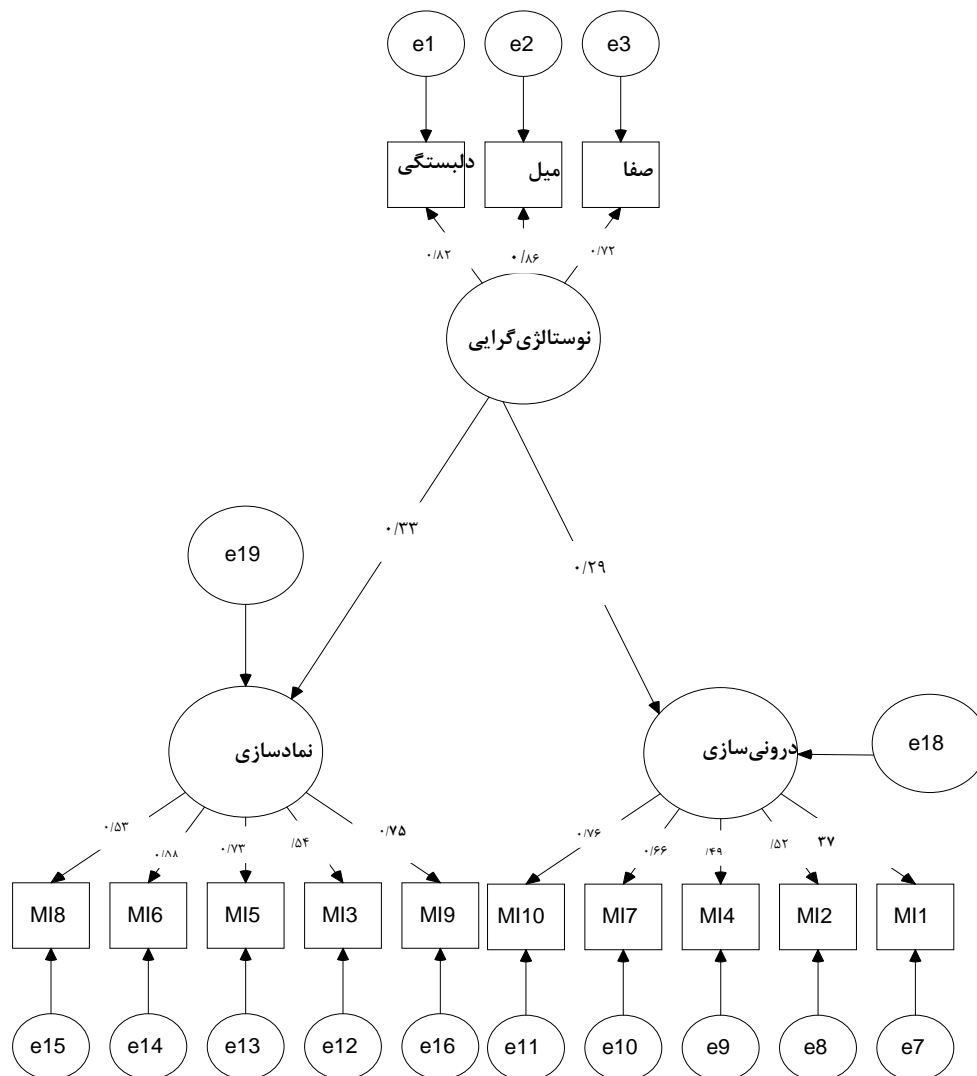 e1 e2 e3
دلبستگی میل صفا
۰/۸۲ ۰/۸۶ ۰/۷۲
نوستالژی‌گرایی
۰/۳۳
e19
۰/۲۹
نمادسازی درونی‌سازی e18
۰/۵۳ ۰/۵۸ ۰/۷۳ /۵۴ ۰/۷۵ ۰/۷۶ ۰/۶۶ /۴۹ /۵۲ ۳۷
MI8 MI6 MI5 MI3 MI9 MI10 MI7 MI4 MI2 MI1
e15 e14 e13 e12 e16 e11 e10 e9 e8 e7